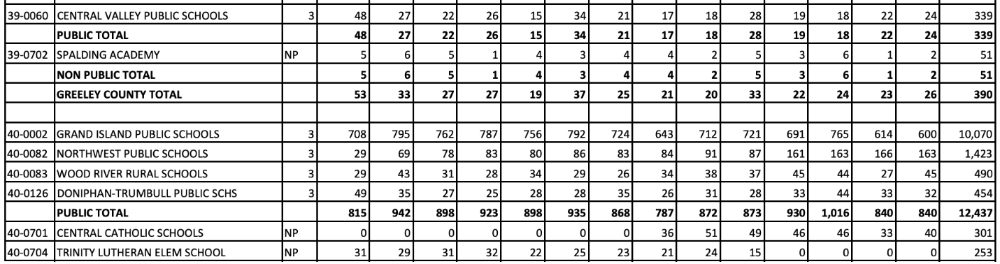 39-0060 CENTRAL VALLEY PUBLIC SCHOOLS 3 48 27 22 26 15 34 21 17 18 28 19 18 22 24 339
PUBLIC TOTAL 48 27 22 26 15 34 21 17 18 28 19 18 22 24 339
39-0702 SPALDING ACADEMY NP 5 6 5 1 4 3 4 4 2 5 3 6 1 2 51
NON PUBLIC TOTAL 5 6 5 1 4 3 4 4 2 5 3 6 1 2 51
GREELEY COUNTY TOTAL 53 33 27 27 19 37 25 21 20 33 22 24 23 26 390
40-0002 GRAND ISLAND PUBLIC SCHOOLS 3 708 795 762 787 756 792 724 643 712 721 691 765 614 600 10,070
40-0082 NORTHWEST PUBLIC SCHOOLS 3 29 69 78 83 80 86 83 84 91 87 161 163 166 163 1,423
40-0083 WOOD RIVER RURAL SCHOOLS 3 29 43 31 28 34 29 26 34 38 37 45 44 27 45 490
40-0126 DONIPHAN-TRUMBULL PUBLIC SCHS 3 49 35 27 25 28 28 35 26 31 28 33 44 33 32 454
PUBLIC TOTAL 815 942 898 923 898 935 868 787 872 873 930 1,016 840 840 12,437
40-0701 CENTRAL CATHOLIC SCHOOLS NP 0 0 0 0 0 0 0 36 51 49 46 46 33 40 301
40-0704 TRINITY LUTHERAN ELEM SCHOOL NP 31 29 31 32 22 25 23 21 24 15 0 0 0 0 253